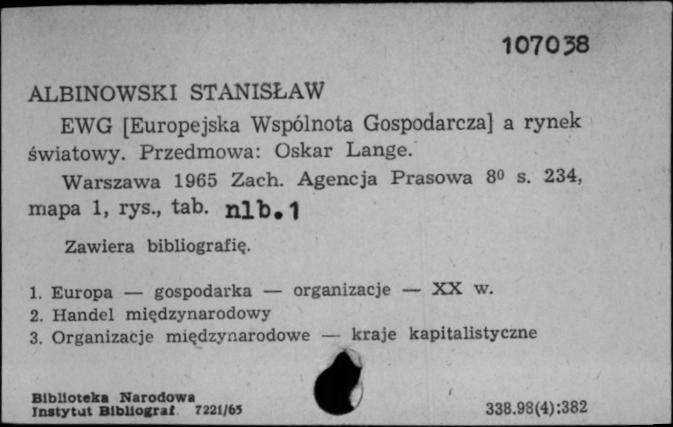 107038
ALBINOWSKI STANISŁAW
EWG [Europejska Wspólnota Gospodarcza] a rynek
światowy. Przedmowa: Oskar Lange.
Warszawa 1965 Zach. Agencja Prasowa 8⁰ s. 234,
mapa 1, rys., tab. nlb.1
Zawiera bibliografię.
1. Europa — gospodarka — organizacje — XX w.
2. Handel międzynarodowy
3. Organizacje międzynarodowe — kraje kapitalistyczne
Biblioteka Narodowa
Instytut Bibliograf. 7221/65
338.98(4):382